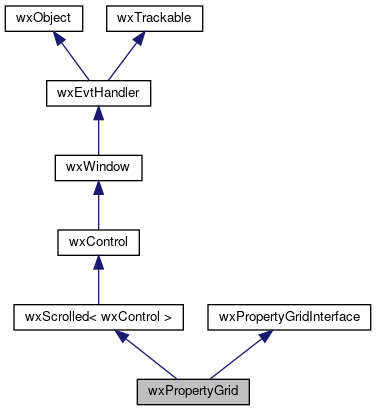 wxObject
wxTrackable
wxEvtHandler
wxWindow
wxControl
wxScrolled< wxControl >
wxPropertyGridInterface
wxPropertyGrid